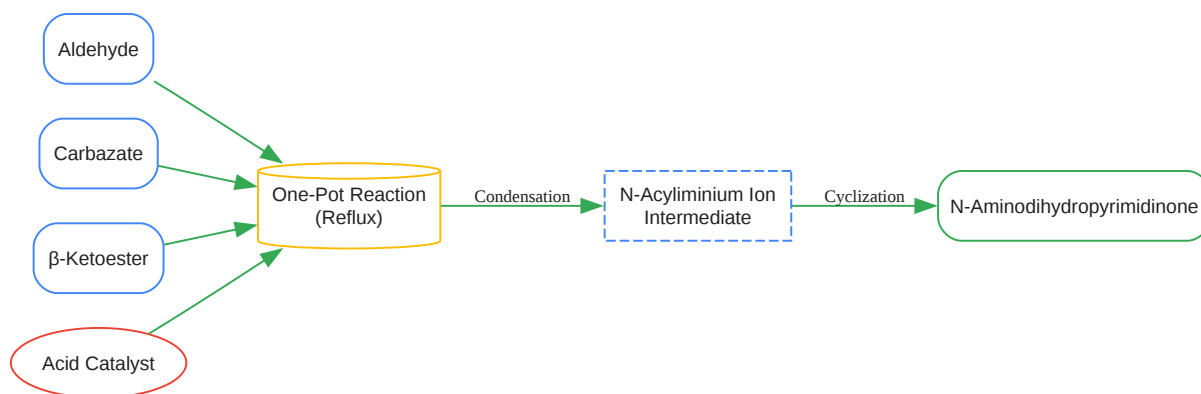 Aldehyde
Carbazate
β-Ketoester
Acid Catalyst
One-Pot Reaction
(Reflux)
Condensation
N-Acyliminium Ion
Intermediate
Cyclization
N-Aminodihydropyrimidinone